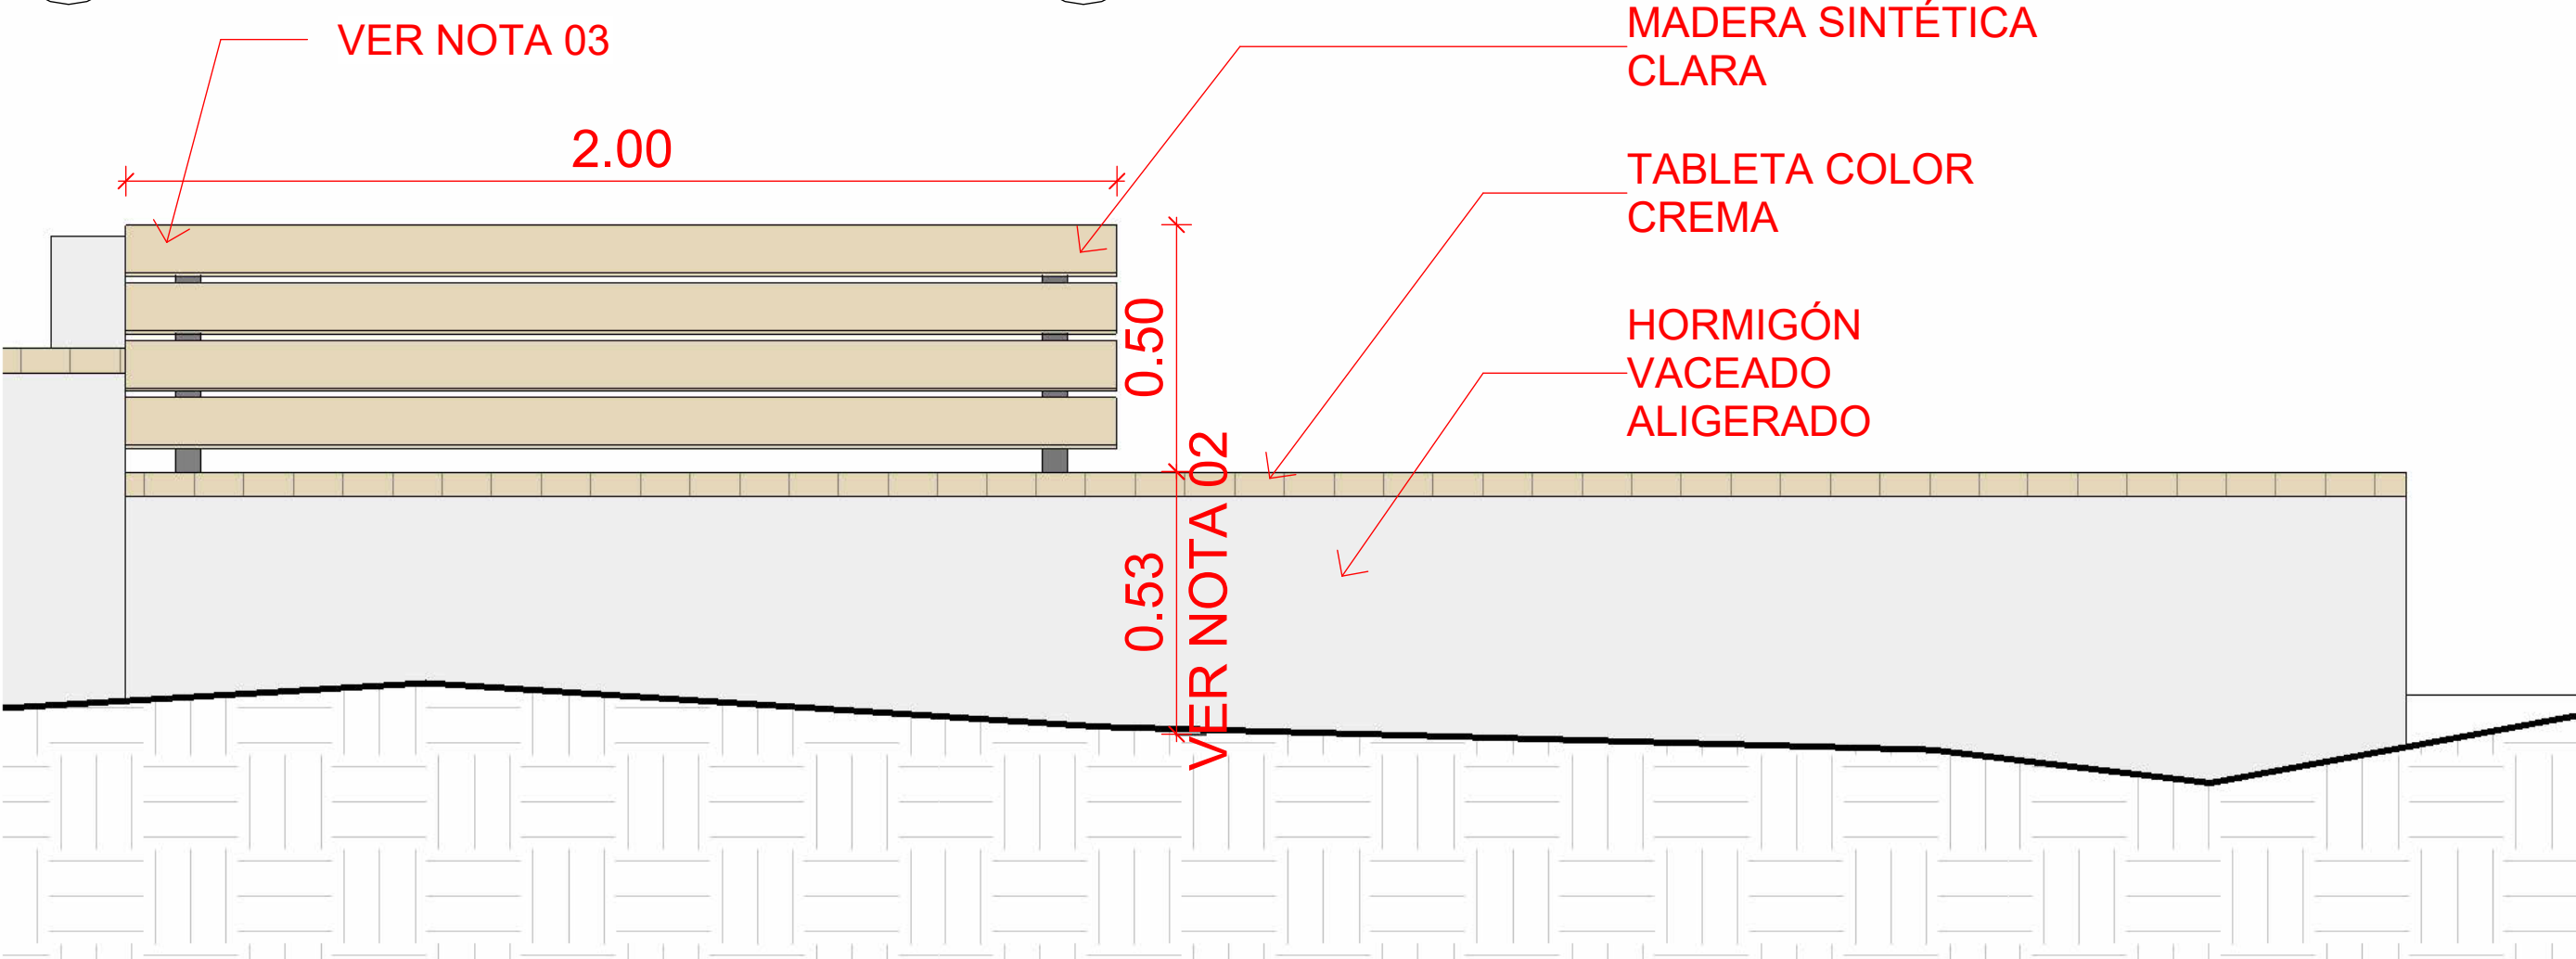 VER NOTA 03
MADERA SINTÉTICA
CLARA
2.00
TABLETA COLOR
CREMA
0.50
HORMIGÓN
VACEADO
ALIGERADO
0.53
VER NOTA 02